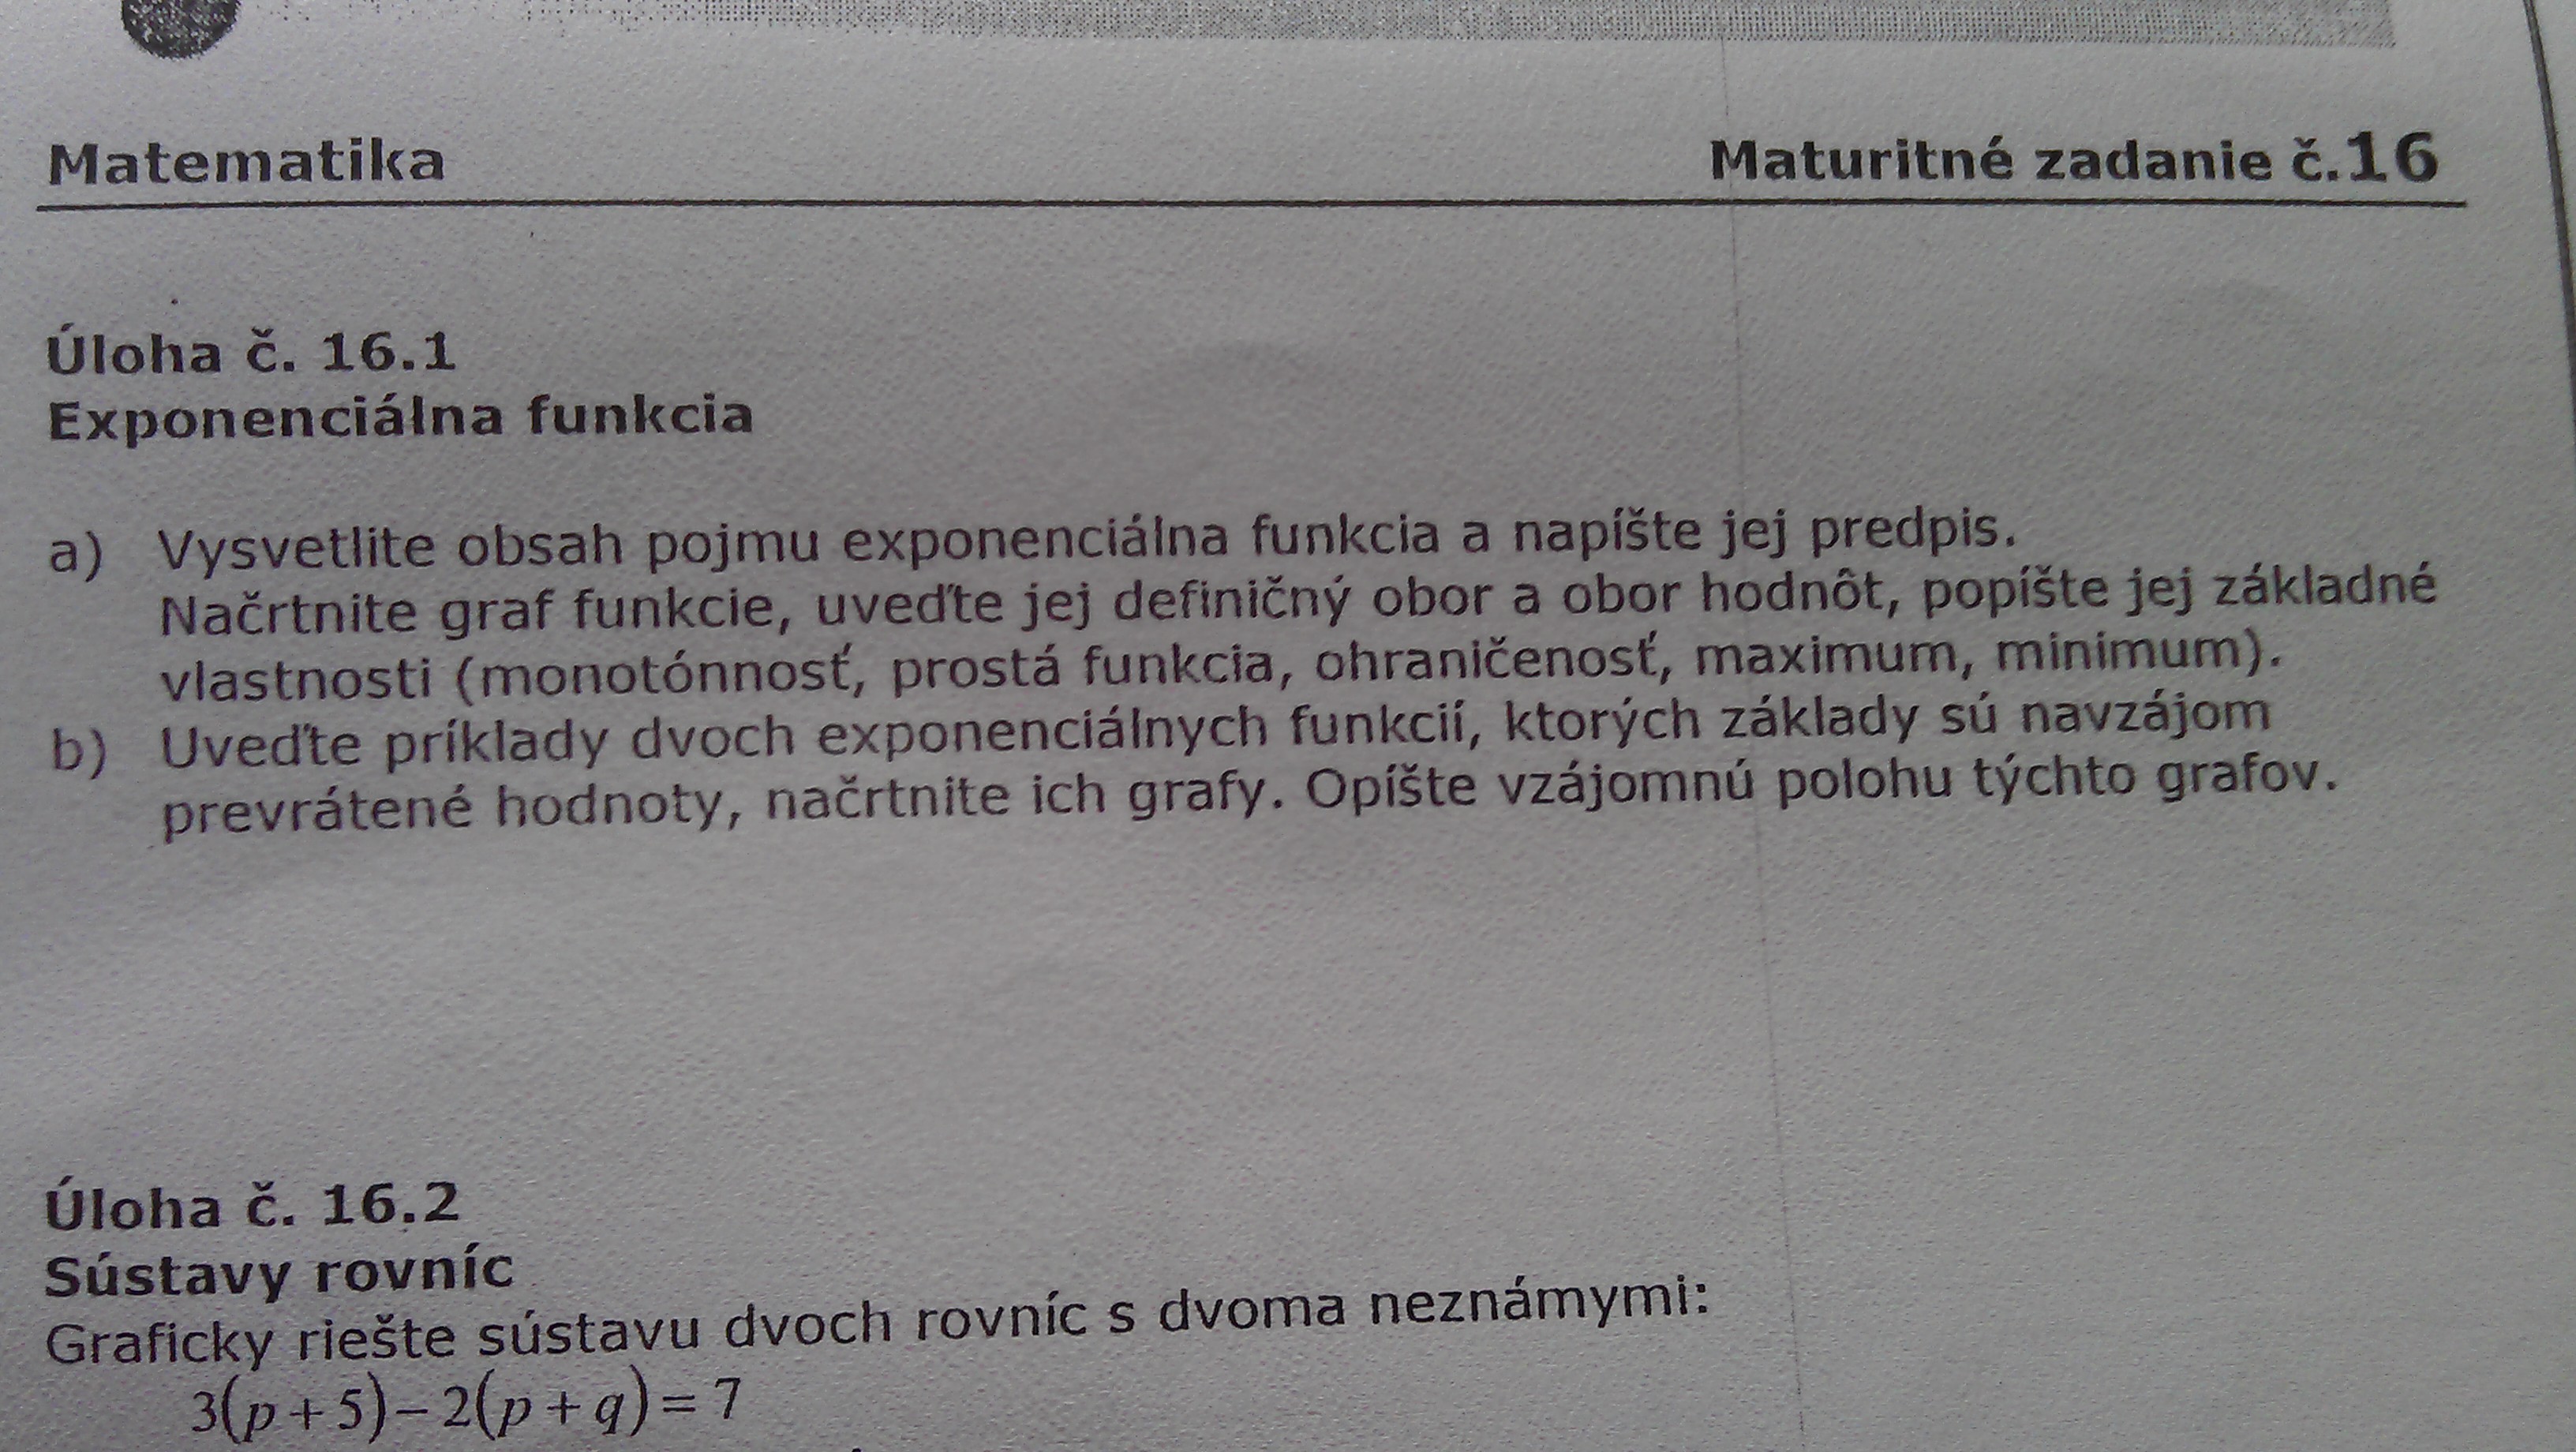 Matematika Maturitné zadanie č.16
Úloha č. 16.1
Exponenciálna funkcia
a) Vysvetlite obsah pojmu exponenciálna funkcia a napíšte jej predpis.
Načrtnite graf funkcie, uveďte jej definičný obor a obor hodnôt, popíšte jej základné
vlastnosti (monotónnosť, prostá funkcia, ohraničenosť, maximum, minimum).
b) Uveďte príklady dvoch exponenciálnych funkcií, ktorých základy sú navzájom
prevrátené hodnoty, načrtnite ich grafy. Opíšte vzájomnú polohu týchto grafov.
Úloha č. 16.2
Sústavy rovníc
Graficky riešte sústavu dvoch rovníc s dvoma neznámymi:
3(p+5)−2(p+q)=7